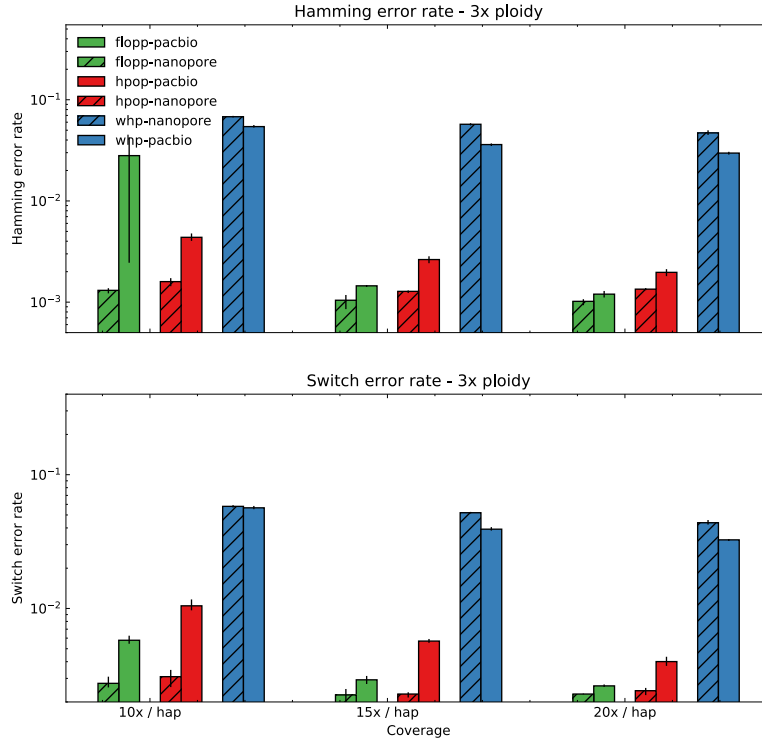 Hamming error rate - 3x ploidy
flopp-pacbio
flopp-nanopore
hpop-pacbio
hpop-nanopore
whp-nanopore
whp-pacbio
10⁻¹
10⁻²
10⁻³
Hamming error rate
Switch error rate - 3x ploidy
10⁻¹
10⁻²
Switch error rate
10x / hap 15x / hap 20x / hap
Coverage